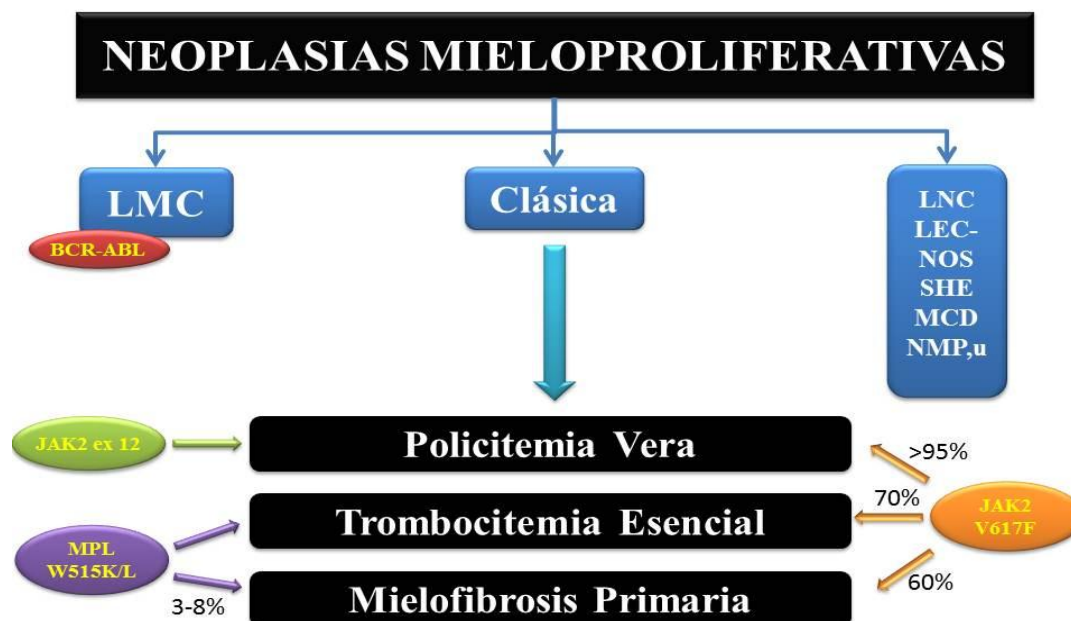 NEOPLASIAS MIELOPROLIFERATIVAS
LMC
BCR-ABL
Clásica
LNC
LEC-
NOS
SHE
MCD
NMP,u
JAK2 ex 12
Policitemia Vera
>95%
70%
Trombocitemia Esencial
JAK2
V617F
MPL
W515K/L
3-8%
60%
Mielofibrosis Primaria